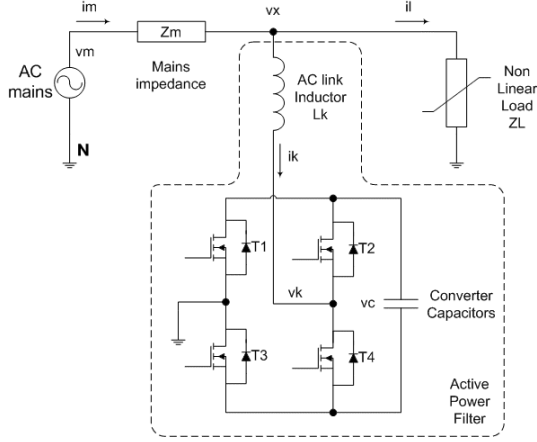 im
vx
il
Zm
vm
AC
mains
Mains
impedance
AC link
Inductor
Lk
Non
Linear
Load
ZL
N
ik
T1
T2
vk
vc
Converter
Capacitors
T3
T4
Active
Power
Filter